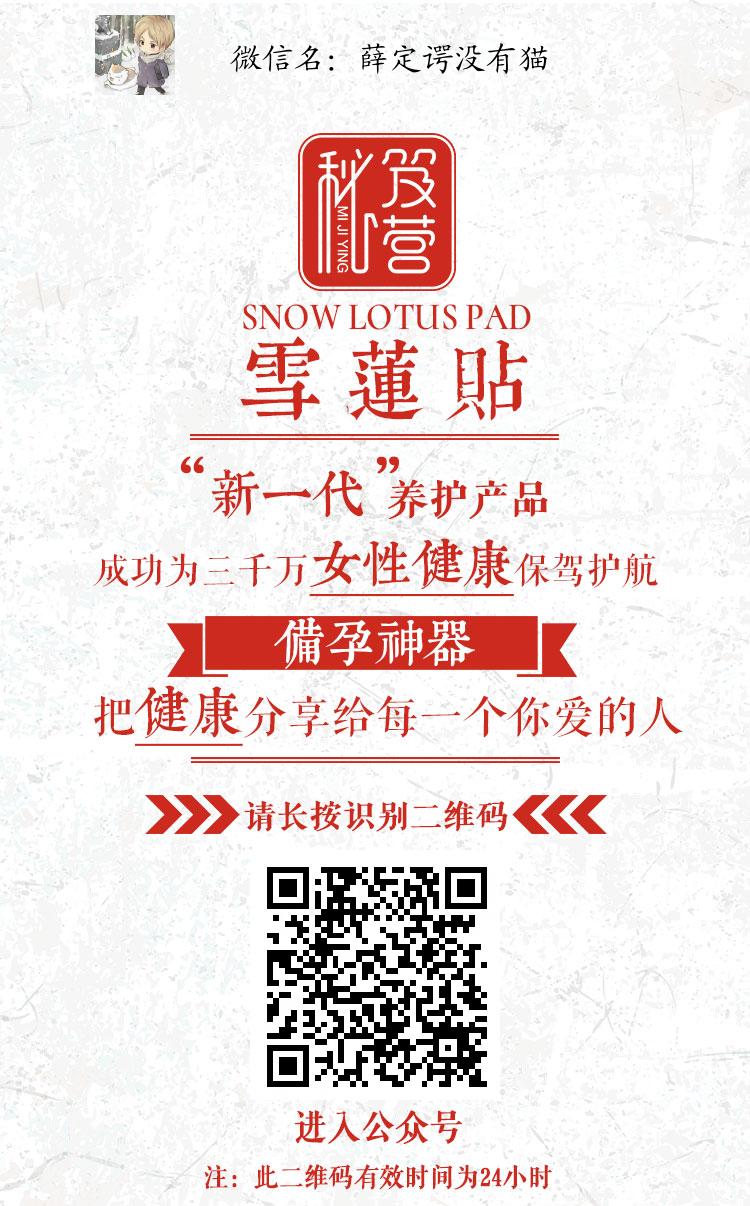 微信名：薛定谔没有猫
秘笈营
MI JI YING
SNOW LOTUS PAD
雪蓮貼
“新一代”养护产品
成功为三千万女性健康保驾护航
備孕神器
把健康分享给每一个你爱的人
请长按识别二维码
进入公众号
注：此二维码有效时间为24小时